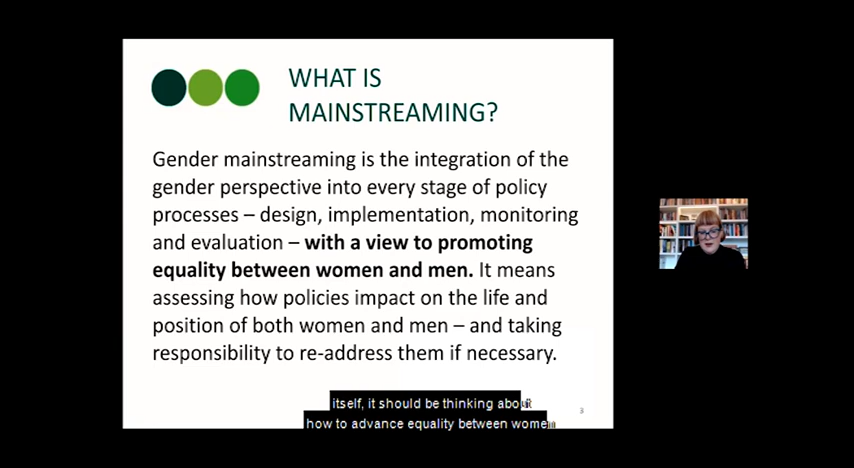 WHAT IS
MAINSTREAMING?
Gender mainstreaming is the integration of the
gender perspective into every stage of policy
processes – design, implementation, monitoring
and evaluation – with a view to promoting
equality between women and men. It means
assessing how policies impact on the life and
position of both women and men – and taking
responsibility to re-address them if necessary.
itself, it should be thinking about
how to advance equality between women
3